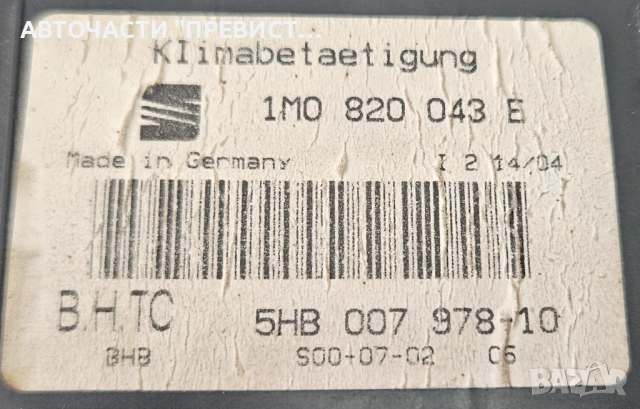 АВТОЧАСТИ "ПРЕВИСТ...
Klimabetaetigung
1M0 820 043 E
Made in Germany I 2 14/04
B.H.TC 5HB 007 978-10
BHB S00+07-02 06
BAZAR